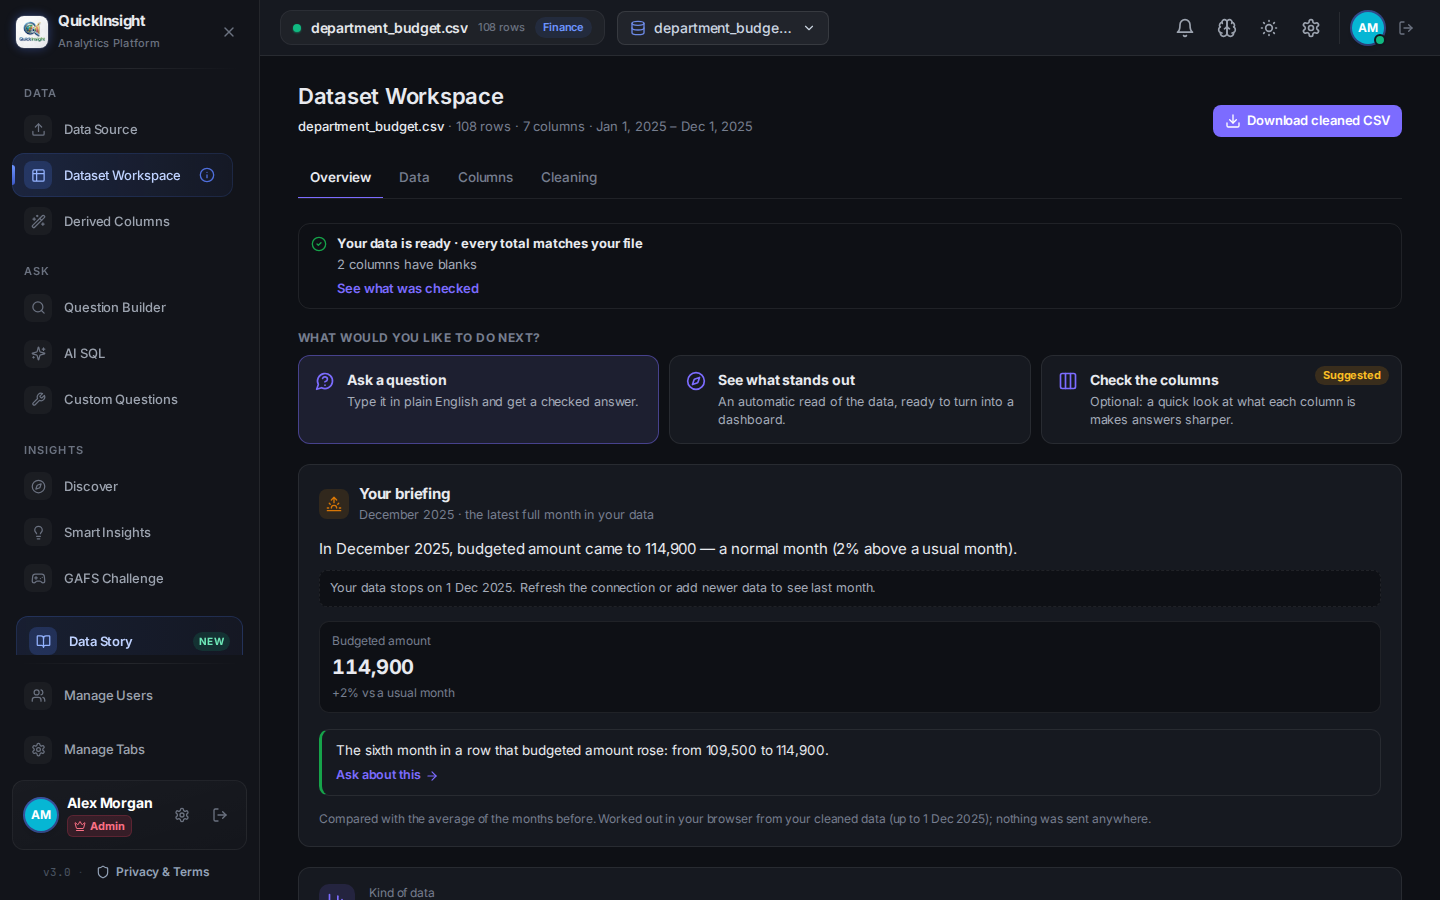 QuickInsight
Analytics Platform
DATA
Data Source
Dataset Workspace
Derived Columns
ASK
Question Builder
AI SQL
Custom Questions
INSIGHTS
Discover
Smart Insights
GAFS Challenge
Data Story NEW
Manage Users
Manage Tabs
AM Alex Morgan
Admin
v3.0 · Privacy & Terms
department_budget.csv 108 rows Finance
department_budge...
AM
Dataset Workspace
department_budget.csv · 108 rows · 7 columns · Jan 1, 2025 – Dec 1, 2025
Download cleaned CSV
Overview Data Columns Cleaning
Your data is ready · every total matches your file
2 columns have blanks
See what was checked
WHAT WOULD YOU LIKE TO DO NEXT?
Ask a question
Type it in plain English and get a checked answer.
See what stands out
An automatic read of the data, ready to turn into a
dashboard.
Check the columns
Suggested
Optional: a quick look at what each column is
makes answers sharper.
Your briefing
December 2025 · the latest full month in your data
In December 2025, budgeted amount came to 114,900 — a normal month (2% above a usual month).
Your data stops on 1 Dec 2025. Refresh the connection or add newer data to see last month.
Budgeted amount
114,900
+2% vs a usual month
The sixth month in a row that budgeted amount rose: from 109,500 to 114,900.
Ask about this →
Compared with the average of the months before. Worked out in your browser from your cleaned data (up to 1 Dec 2025); nothing was sent anywhere.
Kind of data